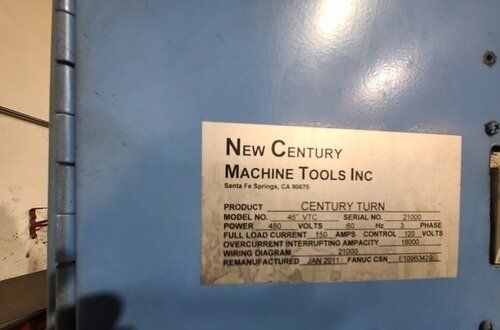 NEW CENTURY
MACHINE TOOLS INC
Santa Fe Springs, CA 90670
PRODUCT CENTURY TURN
MODEL NO. 46" VTC SERIAL NO. 21000
POWER 480 VOLTS 60 Hz 3 PHASE
FULL LOAD CURRENT 150 AMPS CONTROL 120 VOLTS
OVERCURRENT INTERRUPTING AMPACITY 18000
WIRING DIAGRAM 21000
REMANUFACTURED JAN 2011 FANUC CSN E109B3429